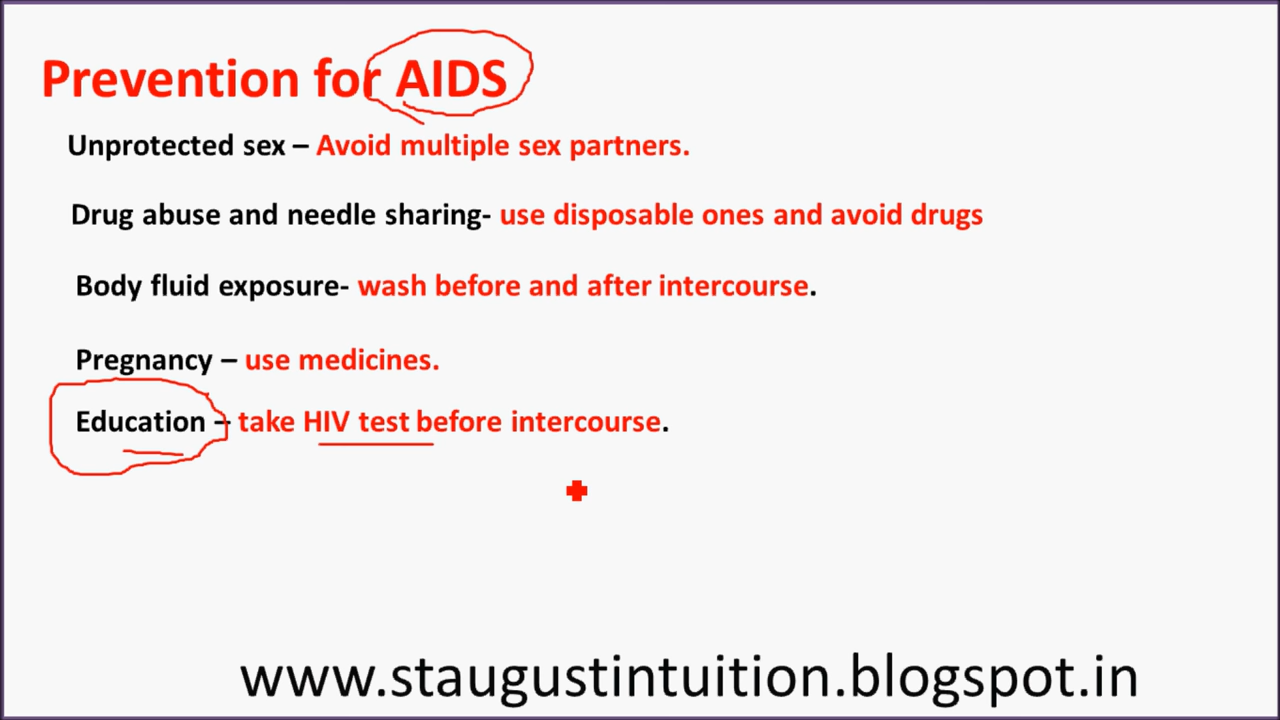 Prevention for AIDS
Unprotected sex – Avoid multiple sex partners.
Drug abuse and needle sharing- use disposable ones and avoid drugs
Body fluid exposure- wash before and after intercourse.
Pregnancy – use medicines.
Education – take HIV test before intercourse.
www.staugustintuition.blogspot.in